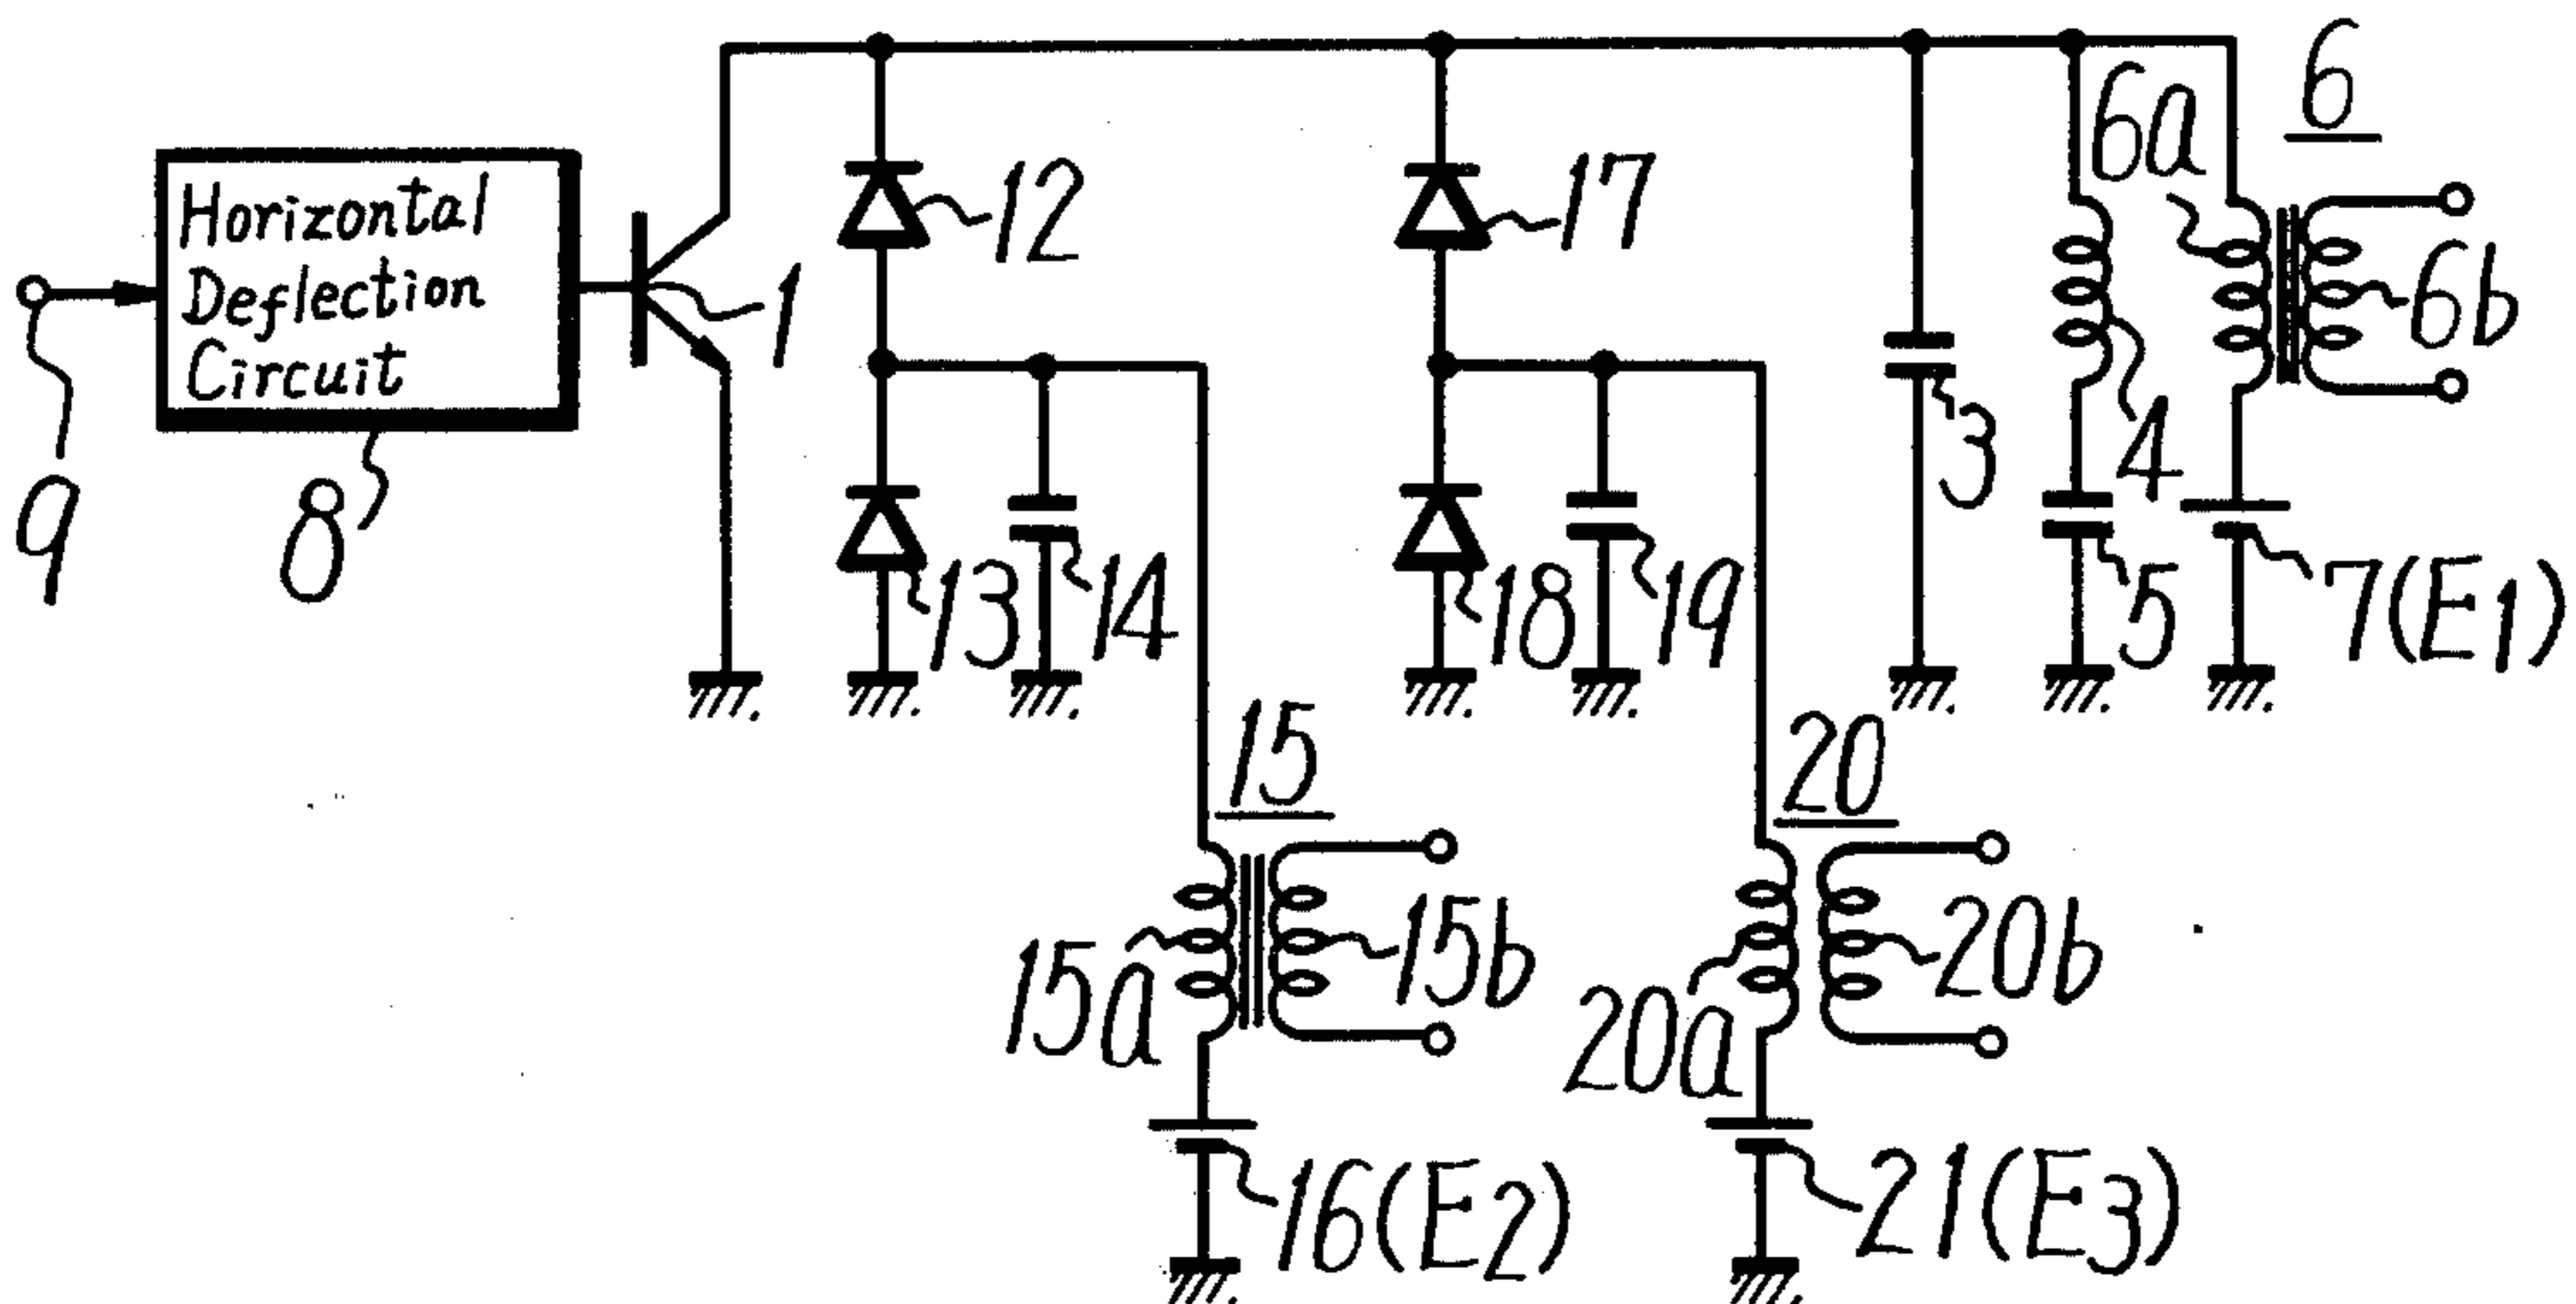 6
6a
Horizontal
Deflection
Circuit
12
17
1
6b
3
4
9
8
13
14
18
19
5
7(E1)
15
20
15a
15b
20a
20b
16(E2)
21(E3)